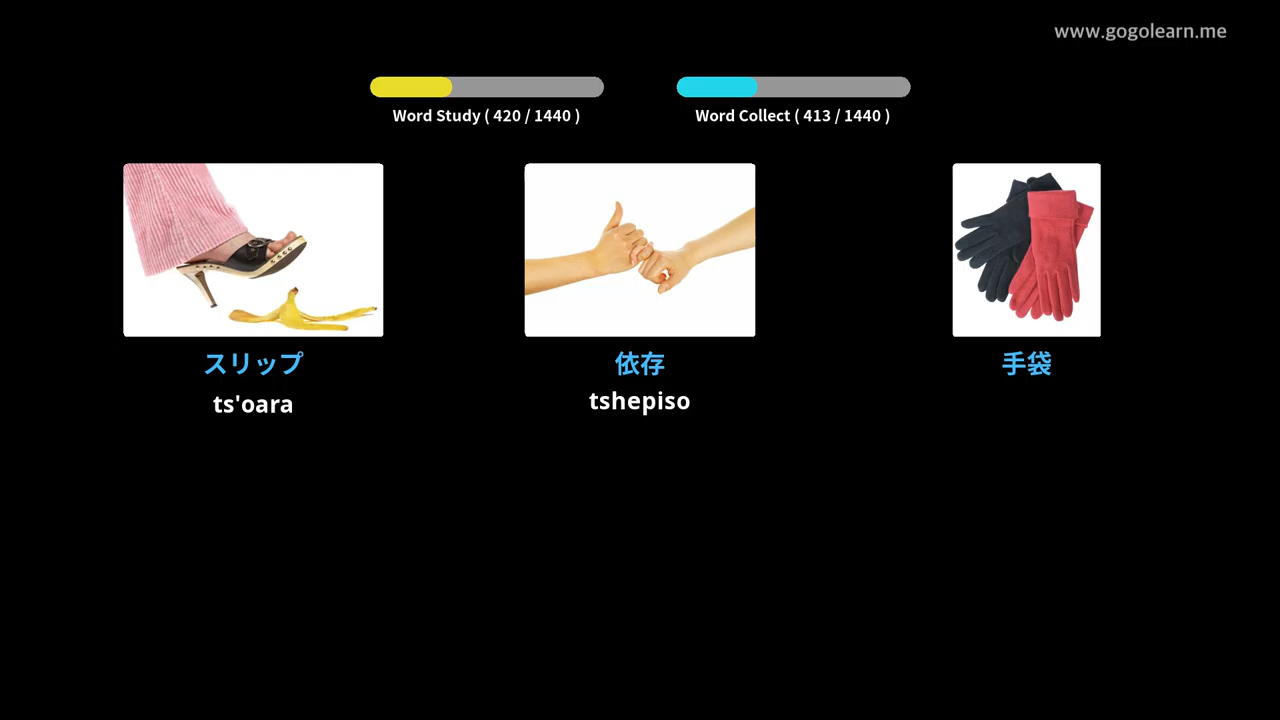 www.gogolearn.me
Word Study ( 420 / 1440 )
Word Collect ( 413 / 1440 )
スリップ
依存
手袋
ts'oara
tshepiso